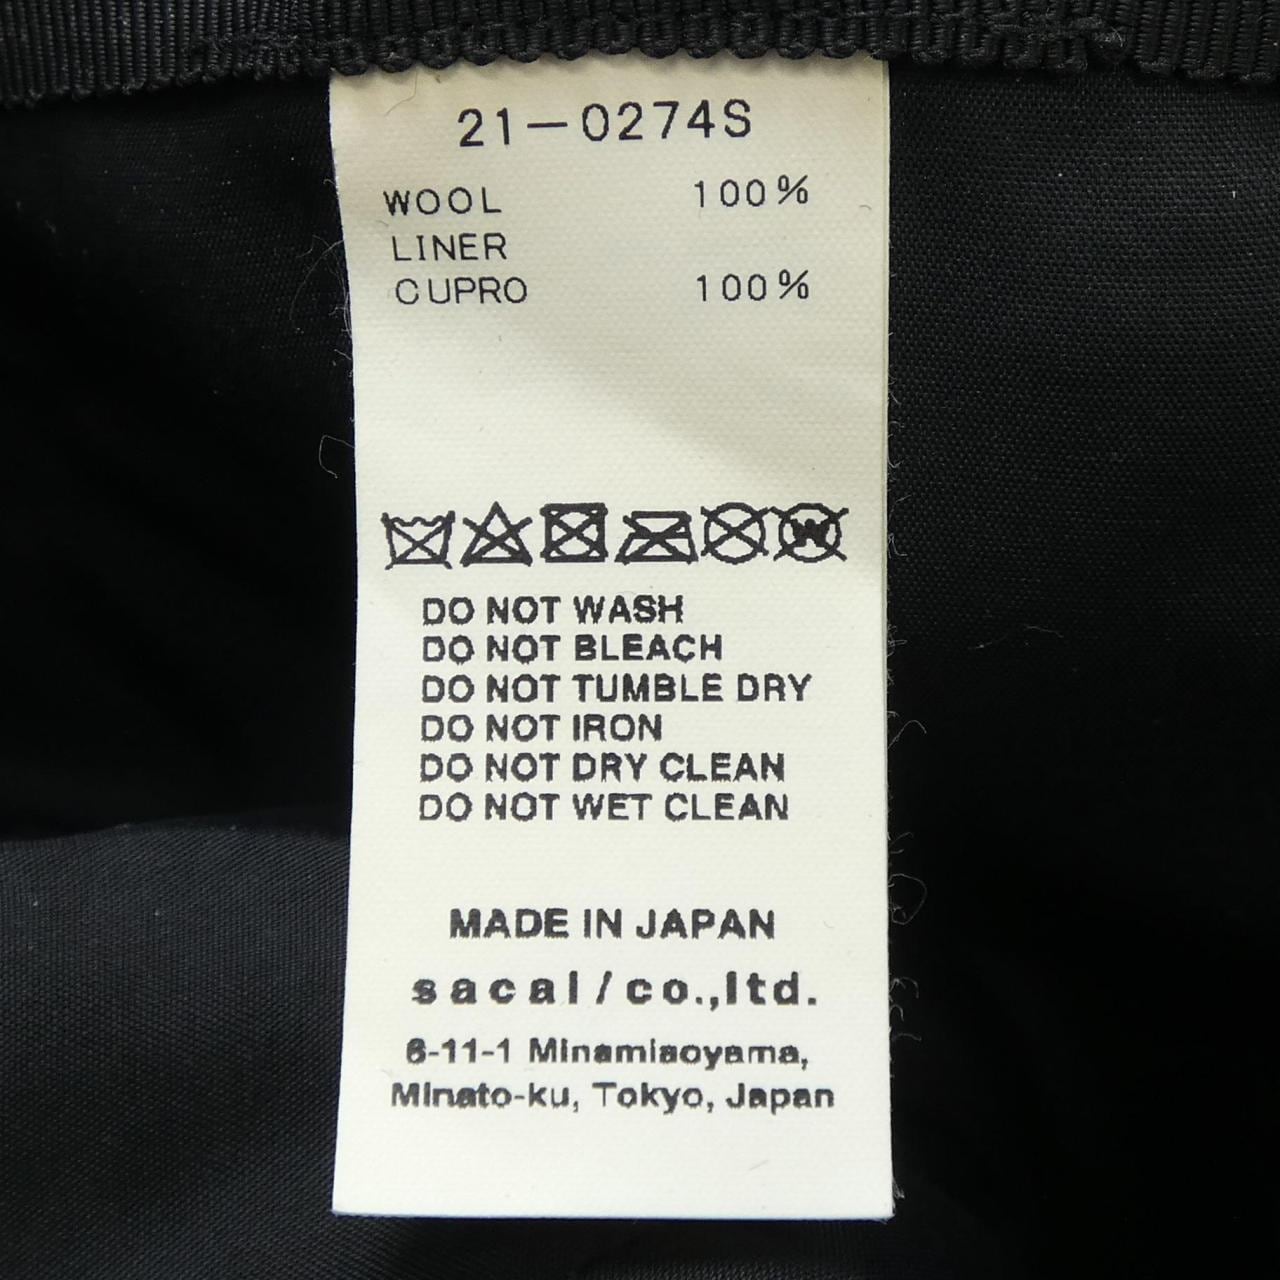 21-0274S
WOOL 100%
LINER
CUPRO 100%
W
DO NOT WASH
DO NOT BLEACH
DO NOT TUMBLE DRY
DO NOT IRON
DO NOT DRY CLEAN
DO NOT WET CLEAN
MADE IN JAPAN
sacai/co.,ltd.
6-11-1 Minamiaoyama,
Minato-ku, Tokyo, Japan